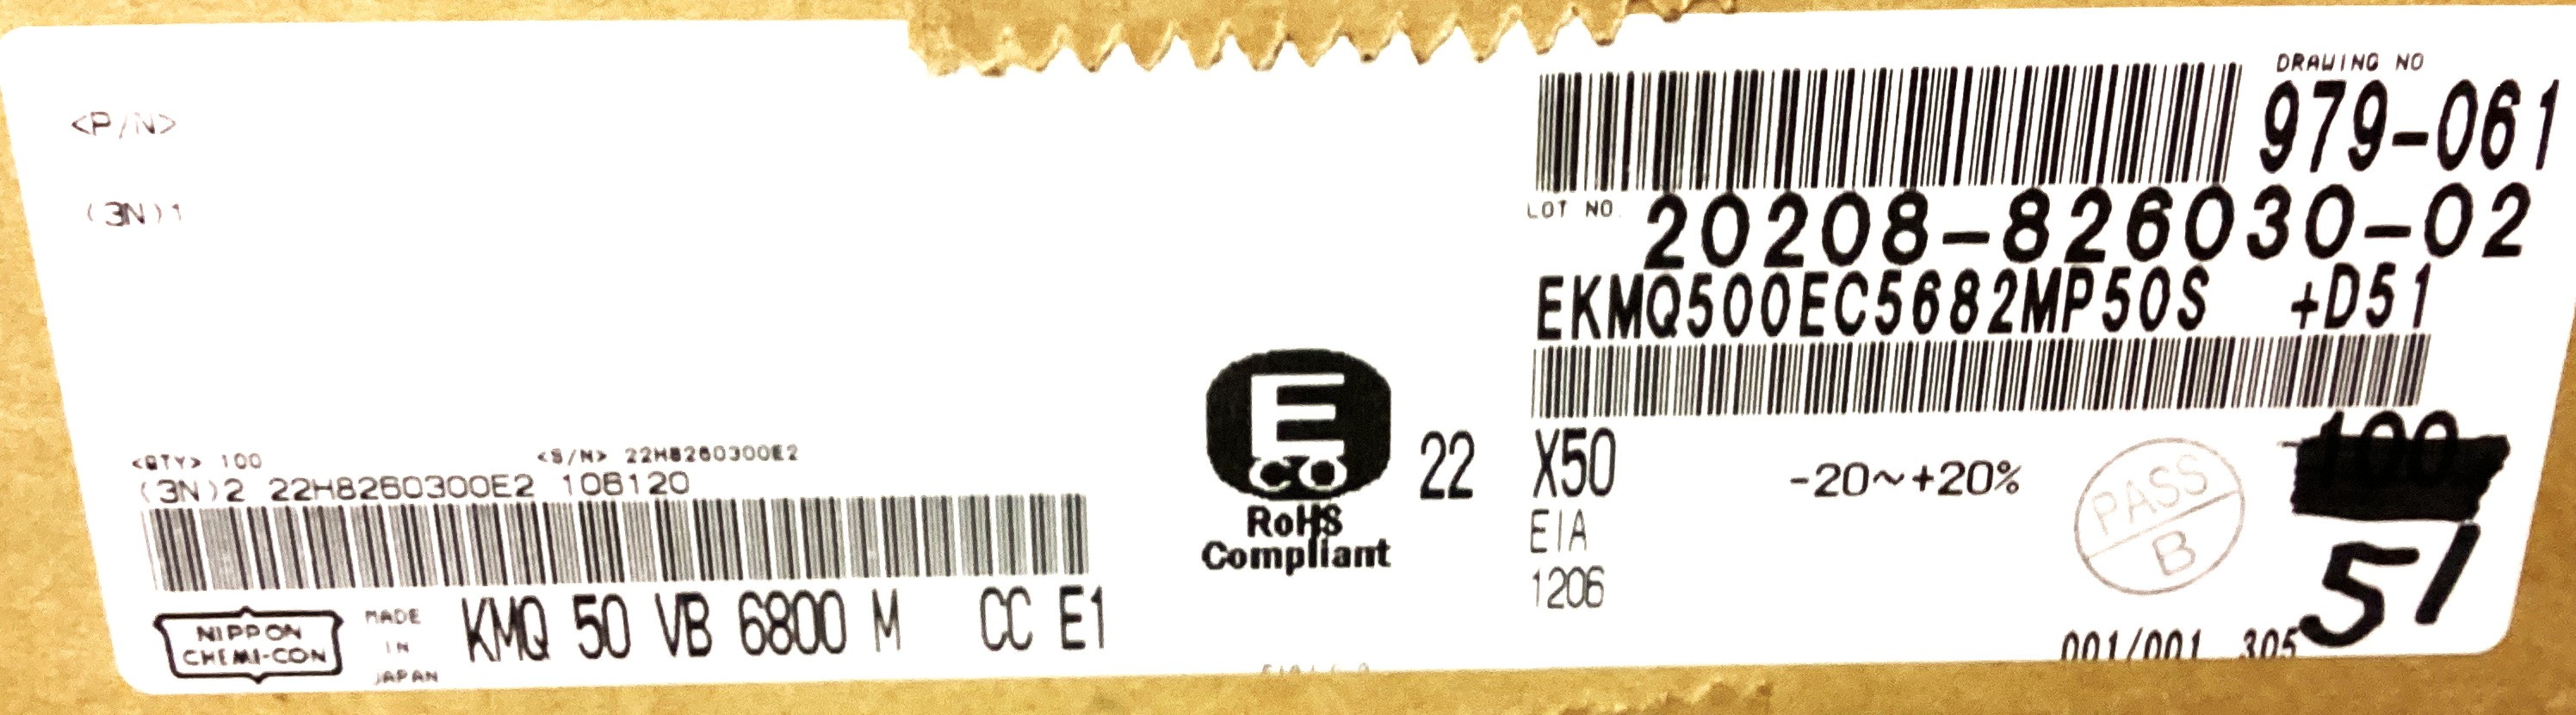 <P/N>
(3N)1
DRAWING NO
979-061
LOT NO. 20208-826030-02
EKMQ500EC5682MP50S +D51
<QTY> 100 <S/N> 22H8260300E2
(3N)2 22H8260300E2 106120
E
CO
RoHS
Compliant
22 X50 -20~+20%
EIA
1206
PASS
B
100
51
NIPPON
CHEMI-CON
MADE
IN
JAPAN
KMQ 50 VB 6800 M CC E1
001/001 305